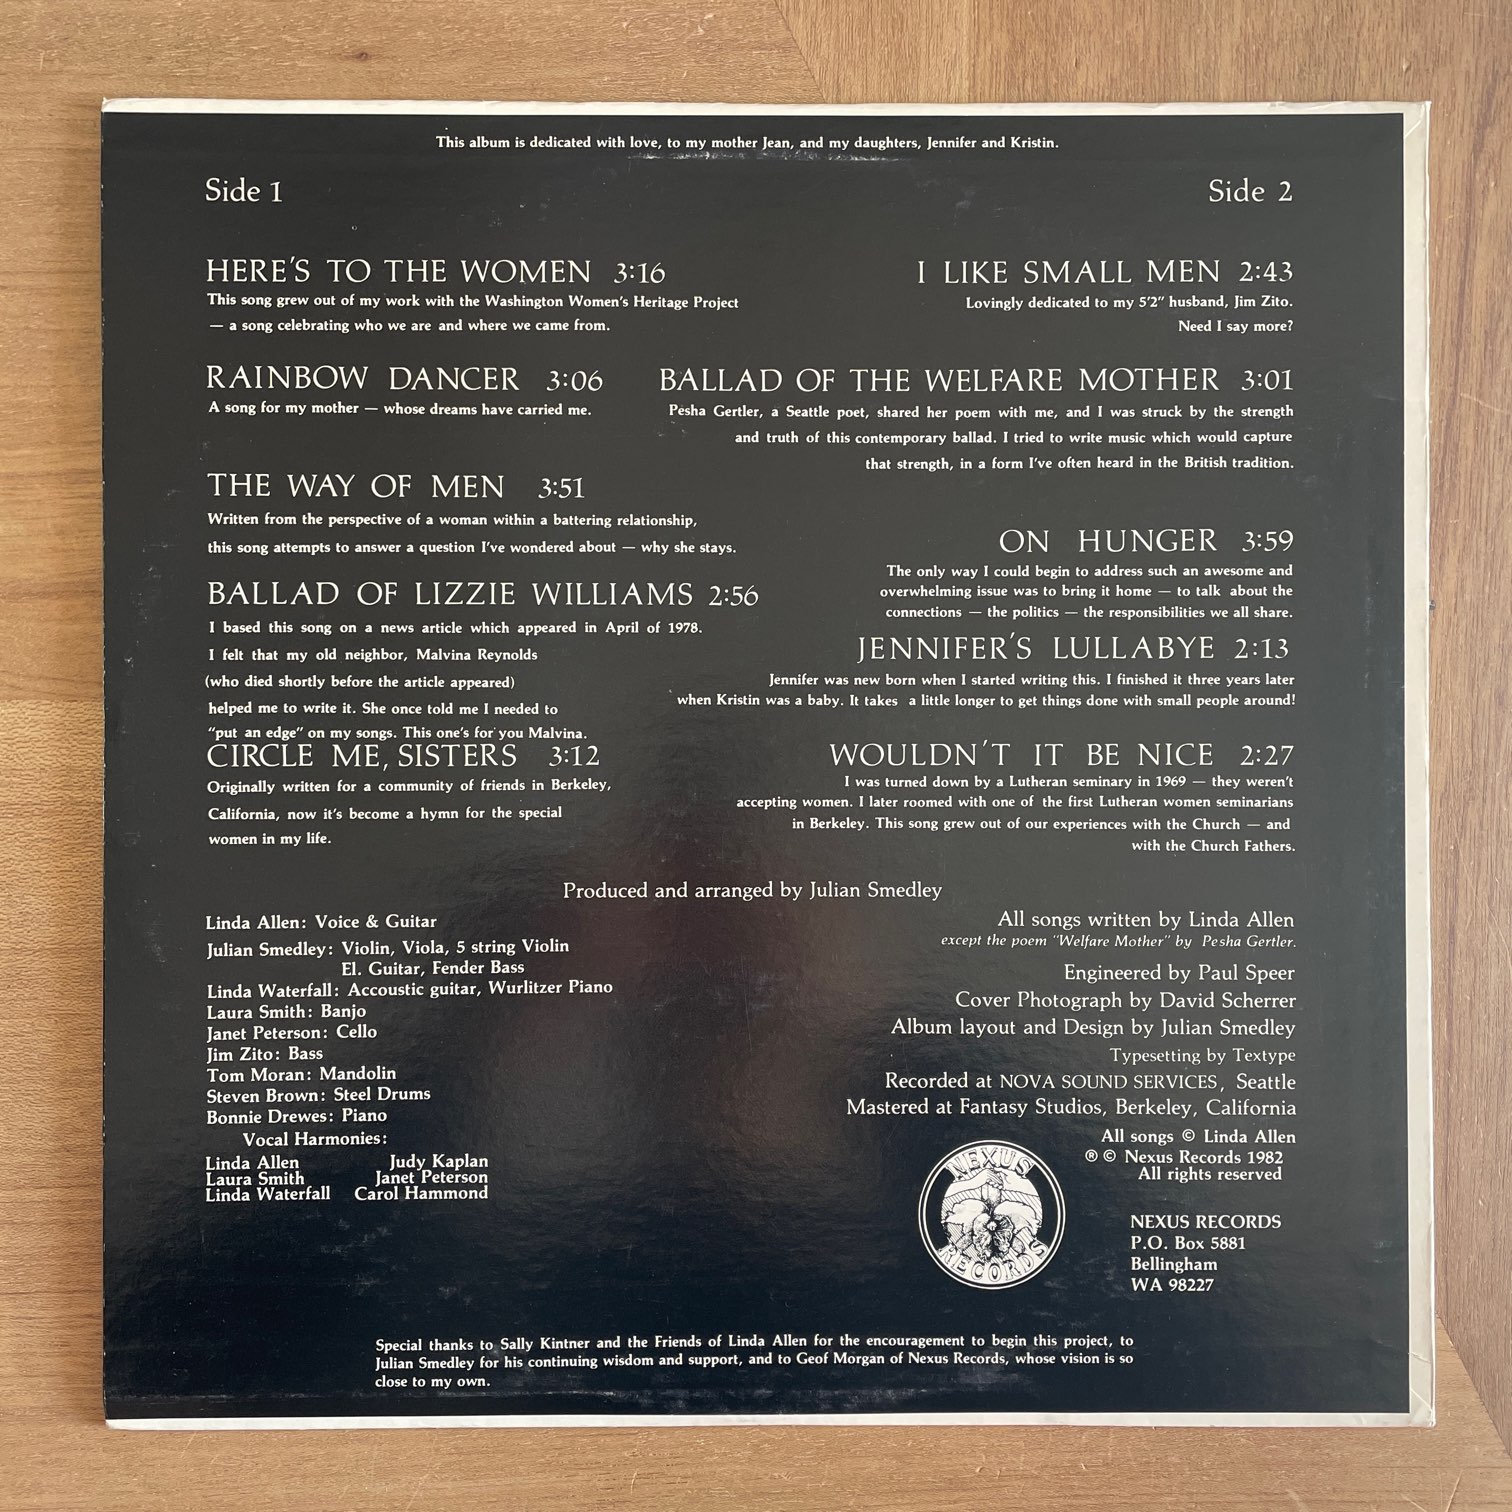 This album is dedicated with love, to my mother Jean, and my daughters, Jennifer and Kristin.
Side 1
HERE'S TO THE WOMEN 3:16
This song grew out of my work with the Washington Women's Heritage Project
— a song celebrating who we are and where we came from.
RAINBOW DANCER 3:06
A song for my mother — whose dreams have carried me.
THE WAY OF MEN 3:51
Written from the perspective of a woman within a battering relationship,
this song attempts to answer a question I've wondered about — why she stays.
BALLAD OF LIZZIE WILLIAMS 2:56
I based this song on a news article which appeared in April of 1978.
I felt that my old neighbor, Malvina Reynolds
(who died shortly before the article appeared)
helped me to write it. She once told me I needed to
"put an edge" on my songs. This one's for you Malvina.
CIRCLE ME, SISTERS 3:12
Originally written for a community of friends in Berkeley,
California, now it's become a hymn for the special
women in my life.
Side 2
I LIKE SMALL MEN 2:43
Lovingly dedicated to my 5'2" husband, Jim Zito.
Need I say more?
BALLAD OF THE WELFARE MOTHER 3:01
Pesha Gertler, a Seattle poet, shared her poem with me, and I was struck by the strength
and truth of this contemporary ballad. I tried to write music which would capture
that strength, in a form I've often heard in the British tradition.
ON HUNGER 3:59
The only way I could begin to address such an awesome and
overwhelming issue was to bring it home — to talk about the
connections — the politics — the responsibilities we all share.
JENNIFER'S LULLABYE 2:13
Jennifer was new born when I started writing this. I finished it three years later
when Kristin was a baby. It takes a little longer to get things done with small people around!
WOULDN'T IT BE NICE 2:27
I was turned down by a Lutheran seminary in 1969 — they weren't
accepting women. I later roomed with one of the first Lutheran women seminarians
in Berkeley. This song grew out of our experiences with the Church — and
with the Church Fathers.
Produced and arranged by Julian Smedley
Linda Allen: Voice & Guitar
Julian Smedley: Violin, Viola, 5 string Violin
El. Guitar, Fender Bass
Linda Waterfall: Accoustic guitar, Wurlitzer Piano
Laura Smith: Banjo
Janet Peterson: Cello
Jim Zito: Bass
Tom Moran: Mandolin
Steven Brown: Steel Drums
Bonnie Drewes: Piano
Vocal Harmonies:
Linda Allen Judy Kaplan
Laura Smith Janet Peterson
Linda Waterfall Carol Hammond
All songs written by Linda Allen
except the poem "Welfare Mother" by Pesha Gertler.
Engineered by Paul Speer
Cover Photograph by David Scherrer
Album layout and Design by Julian Smedley
Typesetting by Textype
Recorded at NOVA SOUND SERVICES, Seattle
Mastered at Fantasy Studios, Berkeley, California
All songs © Linda Allen
® © Nexus Records 1982
All rights reserved
NEXUS
RECORDS
NEXUS RECORDS
P.O. Box 5881
Bellingham
WA 98227
Special thanks to Sally Kintner and the Friends of Linda Allen for the encouragement to begin this project, to
Julian Smedley for his continuing wisdom and support, and to Geof Morgan of Nexus Records, whose vision is so
close to my own.